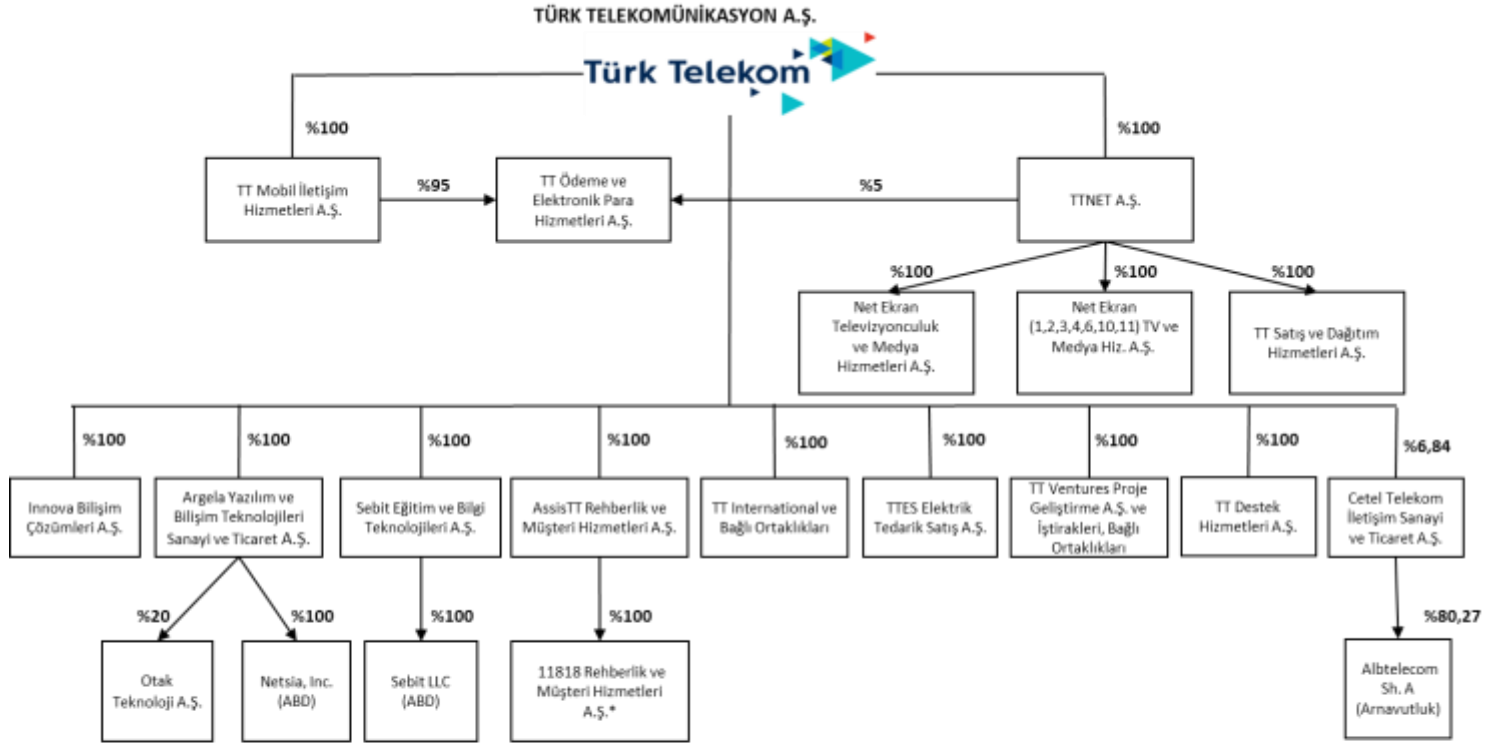 TÜRK TELEKOMÜNİKASYON A.Ş.
Türk Telekom
%100
%100
TT Mobil İletişim
Hizmetleri A.Ş.
%95
TT Ödeme ve
Elektronik Para
Hizmetleri A.Ş.
%5
TTNET A.Ş.
%100
%100
%100
Net Ekran
Televizyonculuk
ve Medya
Hizmetleri A.Ş.
Net Ekran
(1,2,3,4,6,10,11) TV ve
Medya Hiz. A.Ş.
TT Satış ve Dağıtım
Hizmetleri A.Ş.
%100
%100
%100
%100
%100
%100
%100
%100
%6,84
Innova Bilişim
Çözümleri A.Ş.
Argela Yazılım ve
Bilişim Teknolojileri
Sanayi ve Ticaret A.Ş.
Sebit Eğitim ve Bilgi
Teknolojileri A.Ş.
AssisTT Rehberlik ve
Müşteri Hizmetleri A.Ş.
TT International ve
Bağlı Ortaklıkları
TTES Elektrik
Tedarik Satış A.Ş.
TT Ventures Proje
Geliştirme A.Ş. ve
İştirakleri, Bağlı
Ortaklıkları
TT Destek
Hizmetleri A.Ş.
Cetel Telekom
İletişim Sanayi
ve Ticaret A.Ş.
%20
%100
%100
%100
%80,27
Otak
Teknoloji A.Ş.
Netsia, Inc.
(ABD)
Sebit LLC
(ABD)
11818 Rehberlik ve
Müşteri Hizmetleri
A.Ş.*
Albtelecom
Sh. A
(Arnavutluk)